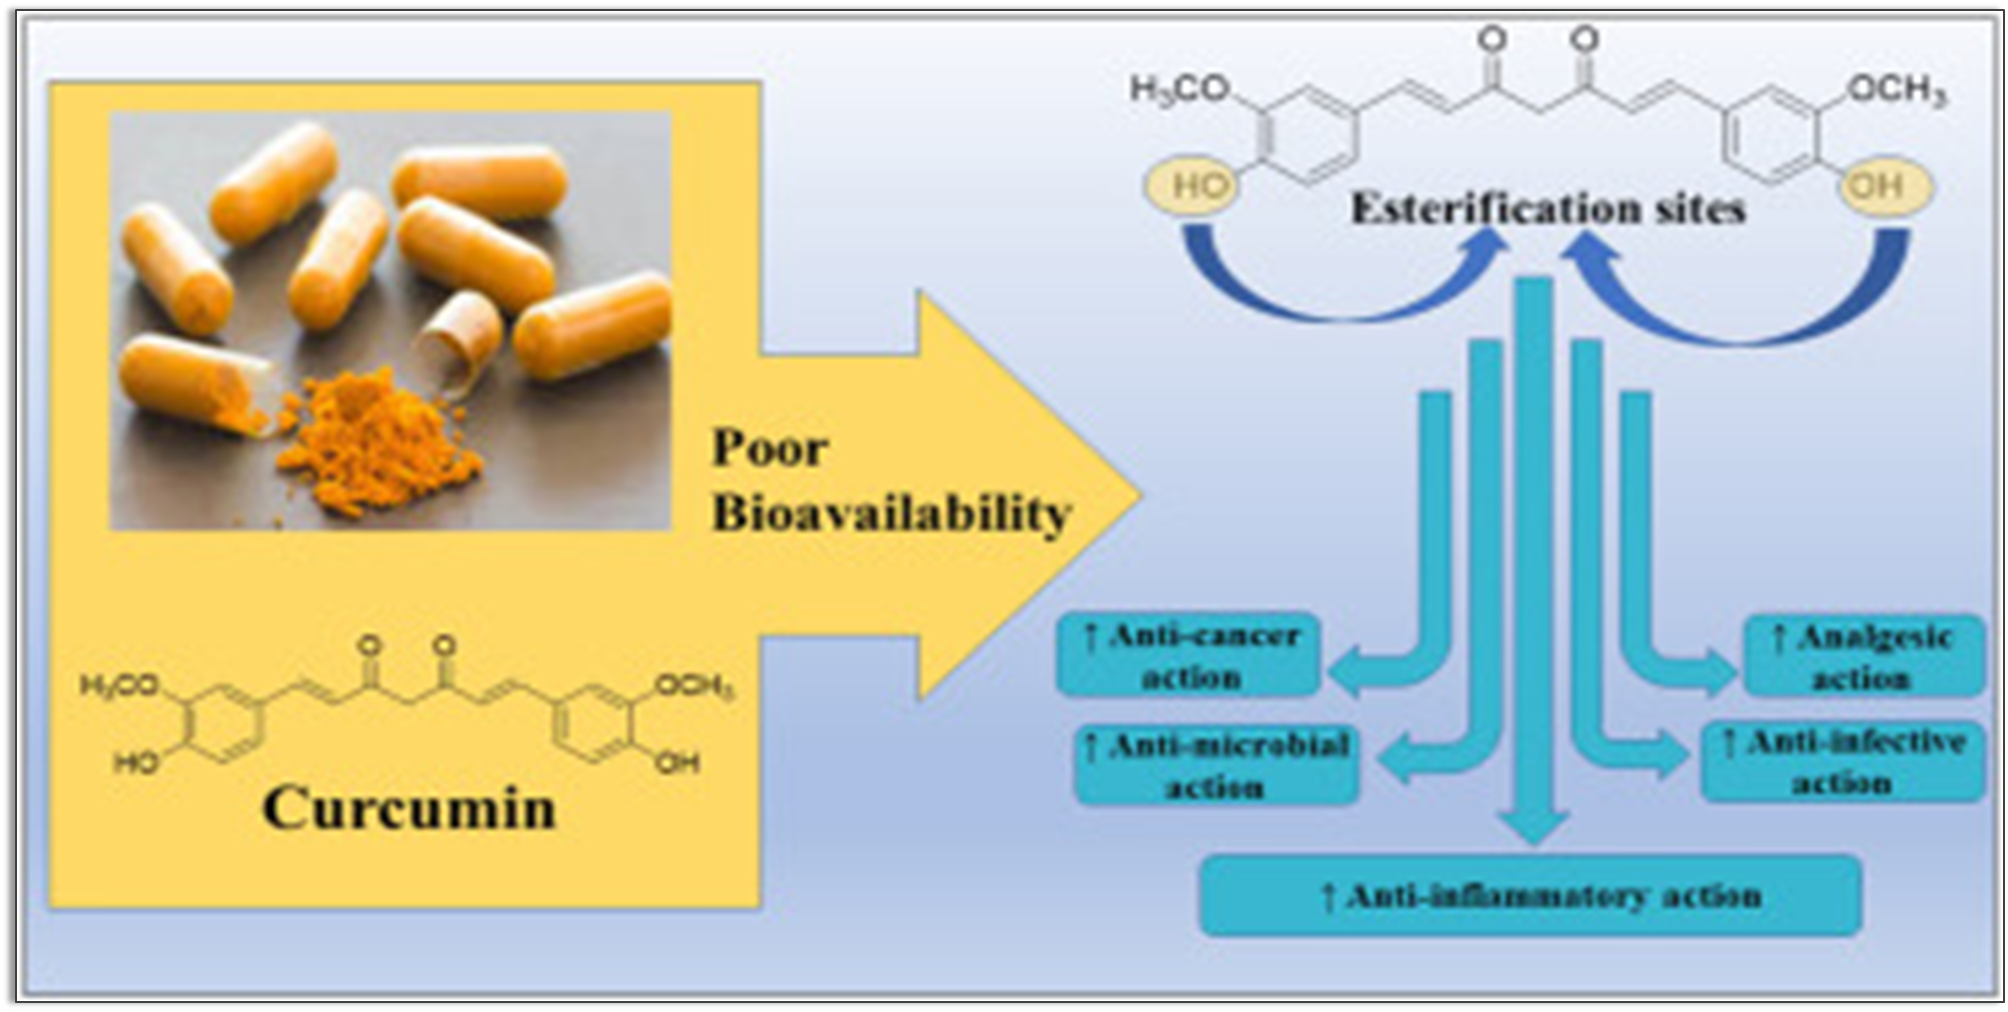 Poor
Bioavailability
H₃CO
O
O
OCH₃
HO
OH
Curcumin
H₃CO
O
O
OCH₃
HO
OH
Esterification sites
↑ Anti-cancer
action
↑ Anti-microbial
action
↑ Analgesic
action
↑ Anti-infective
action
↑ Anti-inflammatory action